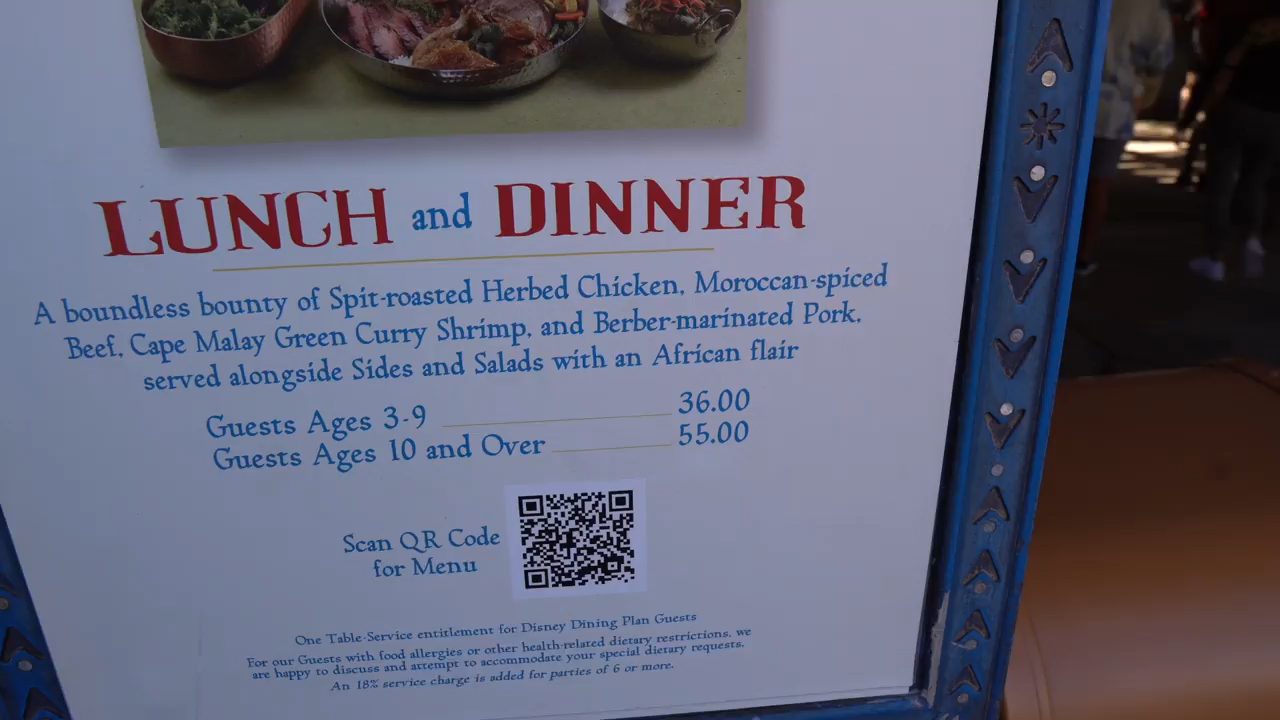 LUNCH and DINNER
A boundless bounty of Spit-roasted Herbed Chicken, Moroccan-spiced
Beef, Cape Malay Green Curry Shrimp, and Berber-marinated Pork,
served alongside Sides and Salads with an African flair
Guests Ages 3-9 36.00
Guests Ages 10 and Over 55.00
Scan QR Code
for Menu
One Table-Service entitlement for Disney Dining Plan Guests
For our Guests with food allergies or other health-related dietary restrictions, we
are happy to discuss and attempt to accommodate your special dietary requests.
An 18% service charge is added for parties of 6 or more.